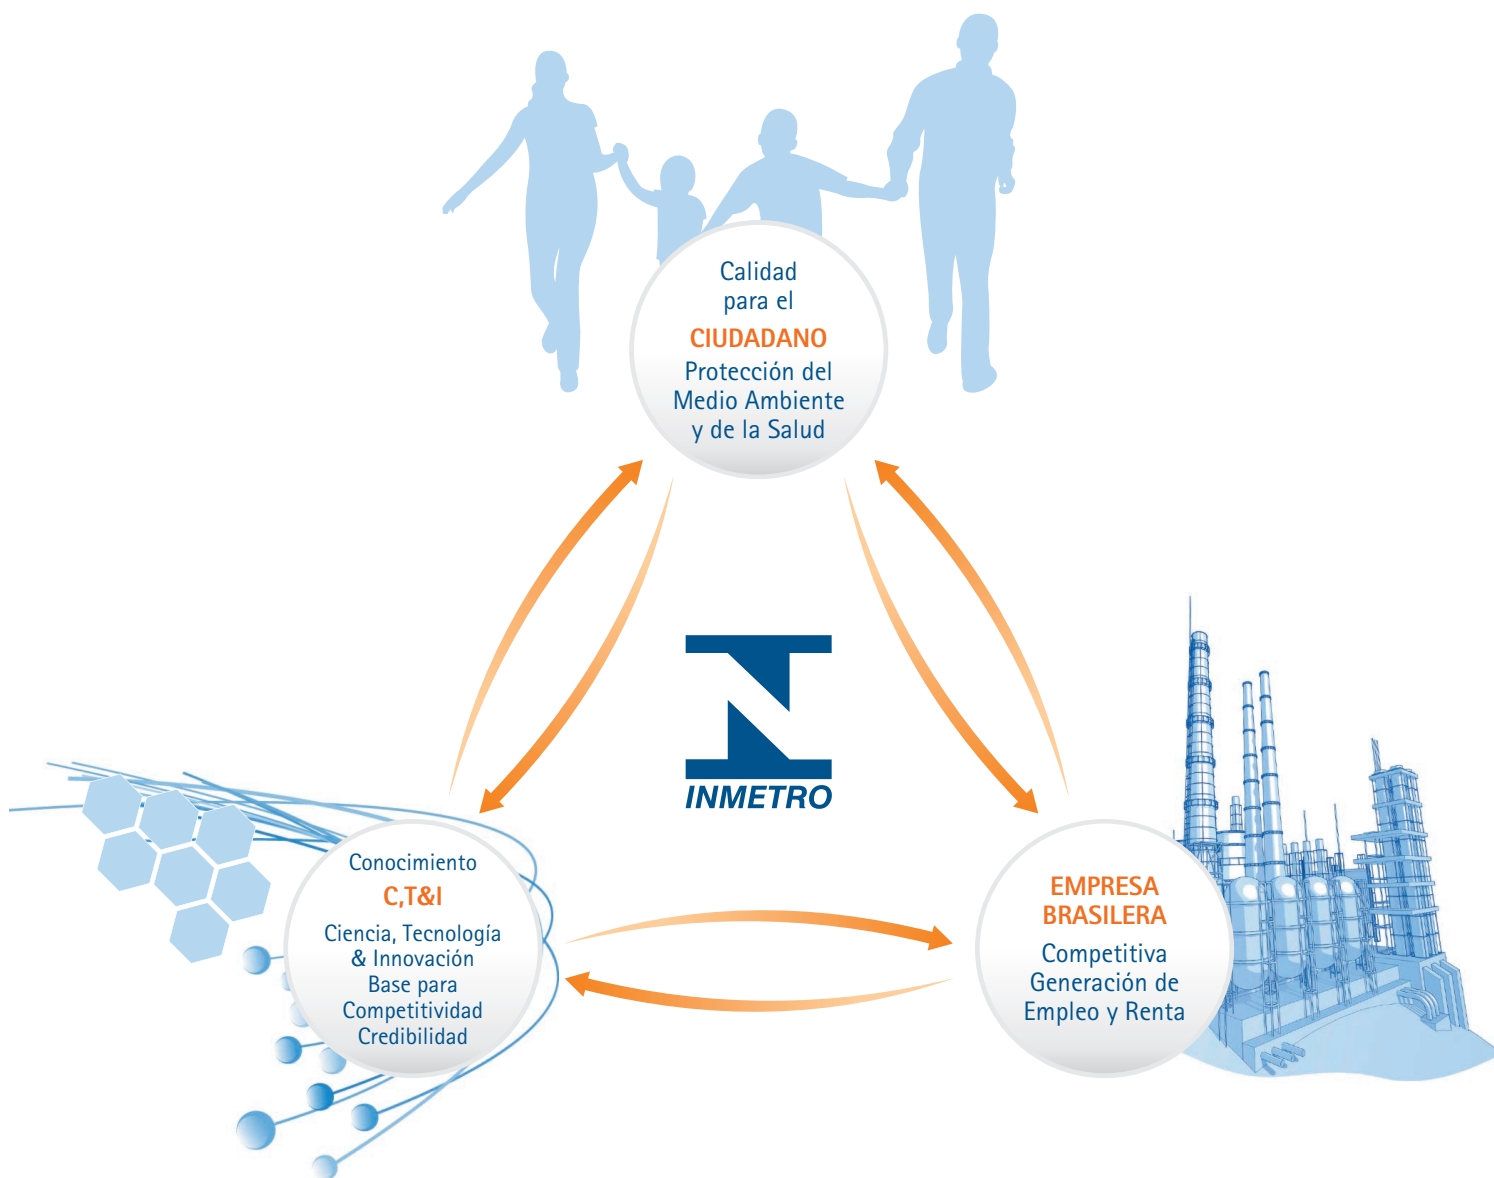 Calidad
para el
CIUDADANO
Protección del
Medio Ambiente
y de la Salud
INMETRO
Conocimiento
C,T&I
Ciencia, Tecnología
& Innovación
Base para
Competitividad
Credibilidad
EMPRESA
BRASILERA
Competitiva
Generación de
Empleo y Renta